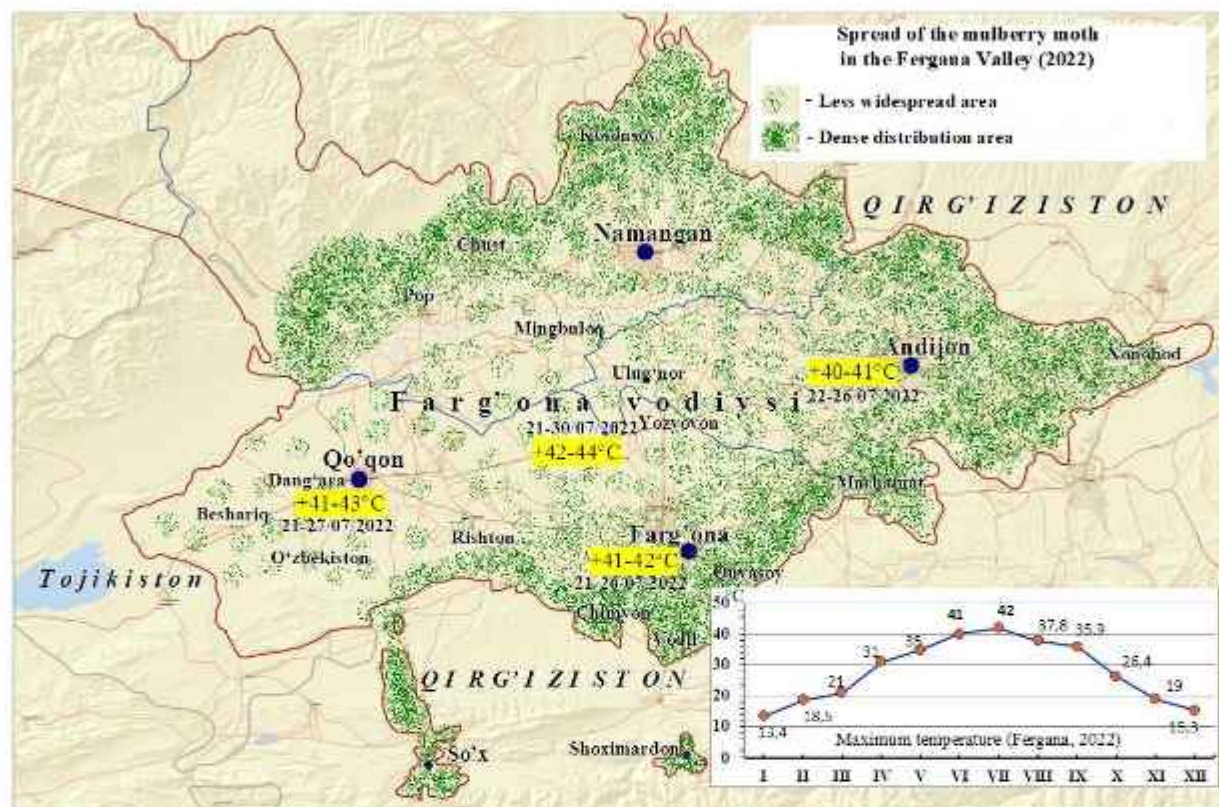 Spread of the mulberry moth
in the Fergana Valley (2022)
- Less widespread area
- Dense distribution area
QIRG'IZISTON
Namangan
Chust
Pop
Mingbuloq
Andijon
Xonobod
+40-41°C
22-26.07.2022
Ulug'nor
Farg'ona vodiysi
21-30.07.2022
Yozyovon
+42-44°C
Qo'qon
Dang'ara
+41-43°C
Beshariq
21-27.07.2022
Rishton
O'zbekiston
Farg'ona
+41-42°C
21-26.07.2022
Quvasoy
Chimyon
Tojikiston
QIRG'IZISTON
So'x
Shoximardon
50
40
30
20
10
0
13,4
18,5
21
31
35
41
42
37,8
35,9
26,4
19
15,3
Maximum temperature (Fergana, 2022)
I II III IV V VI VII VIII IX X XI XII